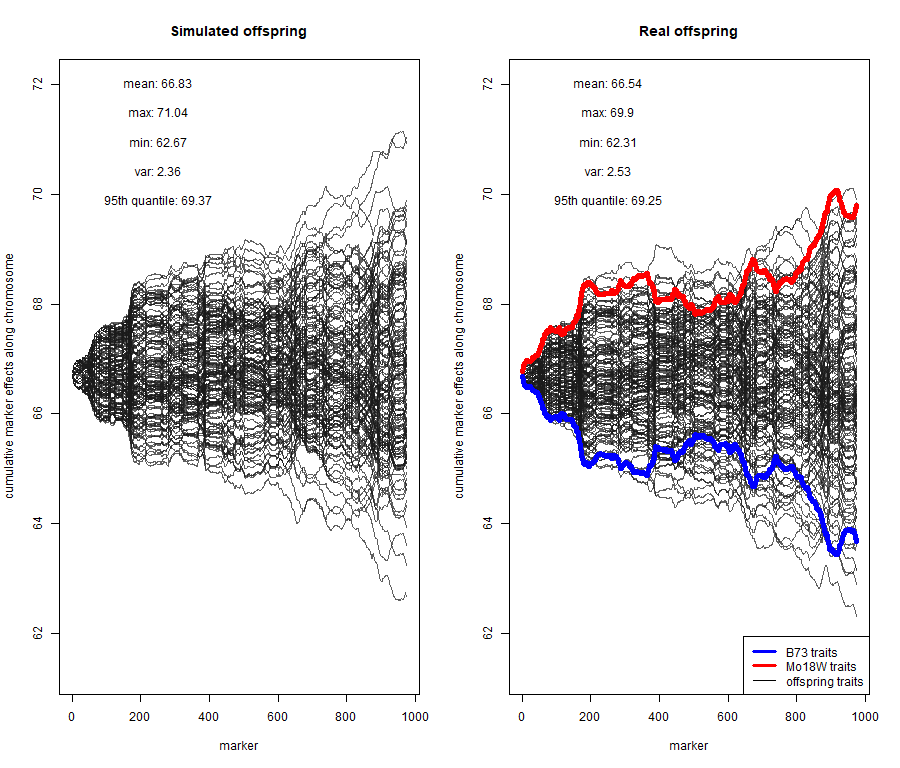 Simulated offspring
mean: 66.83
max: 71.04
min: 62.67
var: 2.36
95th quantile: 69.37
cumulative marker effects along chromosome
72
70
68
66
64
62
0 200 400 600 800 1000
marker
Real offspring
mean: 66.54
max: 69.9
min: 62.31
var: 2.53
95th quantile: 69.25
cumulative marker effects along chromosome
72
70
68
66
64
62
B73 traits
Mo18W traits
offspring traits
0 200 400 600 800 1000
marker